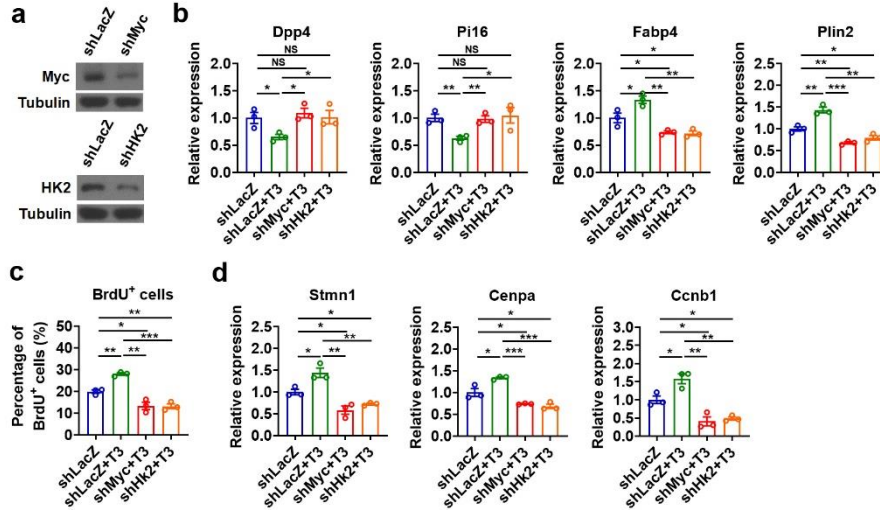 a
shLacZ
shMyc
Myc
Tubulin
shLacZ
shHK2
HK2
Tubulin
b
Dpp4
Relative expression
2.0
1.5
1.0
0.5
0.0
NS
NS
*
*
*
shLacZ
shLacZ+T3
shMyc+T3
shHk2+T3
Pi16
Relative expression
2.0
1.5
1.0
0.5
0.0
NS
NS
*
**
**
shLacZ
shLacZ+T3
shMyc+T3
shHk2+T3
Fabp4
Relative expression
2.0
1.5
1.0
0.5
0.0
*
*
**
*
**
shLacZ
shLacZ+T3
shMyc+T3
shHk2+T3
Plin2
Relative expression
2.5
2.0
1.5
1.0
0.5
0.0
*
**
**
**
***
shLacZ
shLacZ+T3
shMyc+T3
shHk2+T3
c
BrdU⁺ cells
Percentage of
BrdU⁺ cells (%)
50
40
30
20
10
0
**
*
***
**
**
shLacZ
shLacZ+T3
shMyc+T3
shHk2+T3
d
Stmn1
Relative expression
2.5
2.0
1.5
1.0
0.5
0.0
*
*
**
*
**
shLacZ
shLacZ+T3
shMyc+T3
shHk2+T3
Cenpa
Relative expression
2.5
2.0
1.5
1.0
0.5
0.0
*
*
***
*
***
shLacZ
shLacZ+T3
shMyc+T3
shHk2+T3
Ccnb1
Relative expression
3.0
2.5
2.0
1.5
1.0
0.5
0.0
*
*
**
*
**
shLacZ
shLacZ+T3
shMyc+T3
shHk2+T3